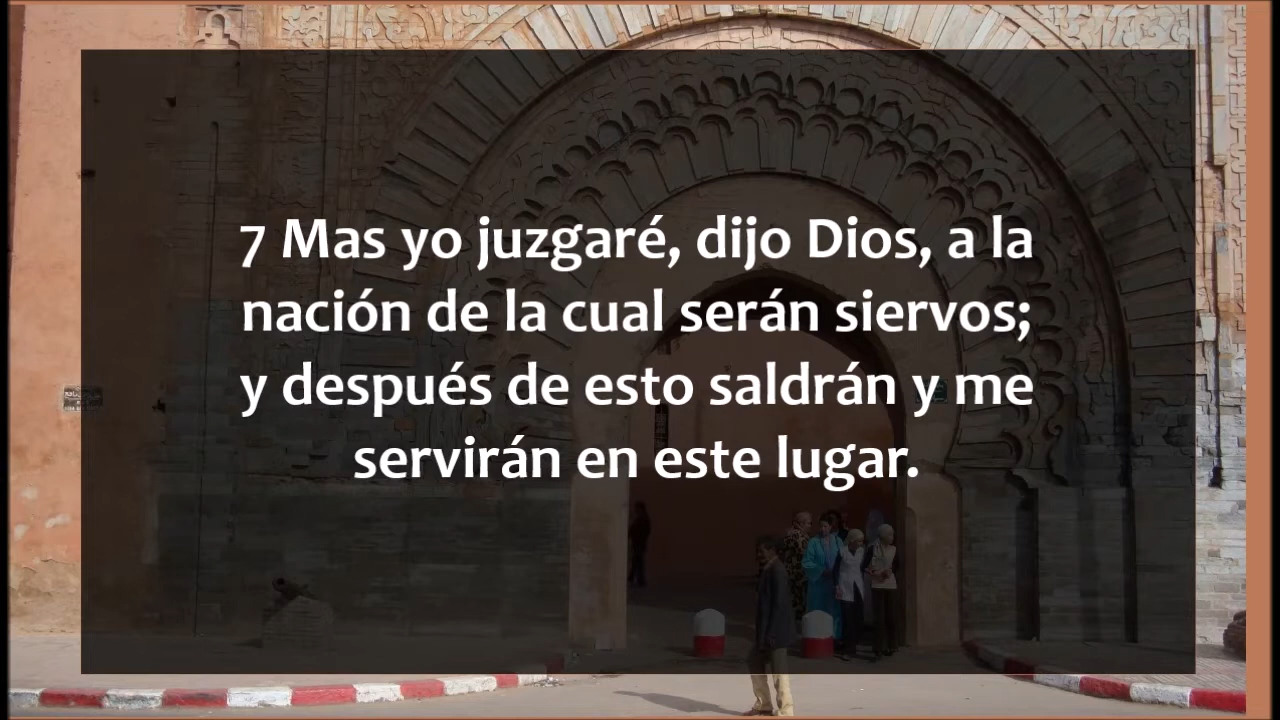 7 Mas yo juzgaré, dijo Dios, a la
nación de la cual serán siervos;
y después de esto saldrán y me
servirán en este lugar.